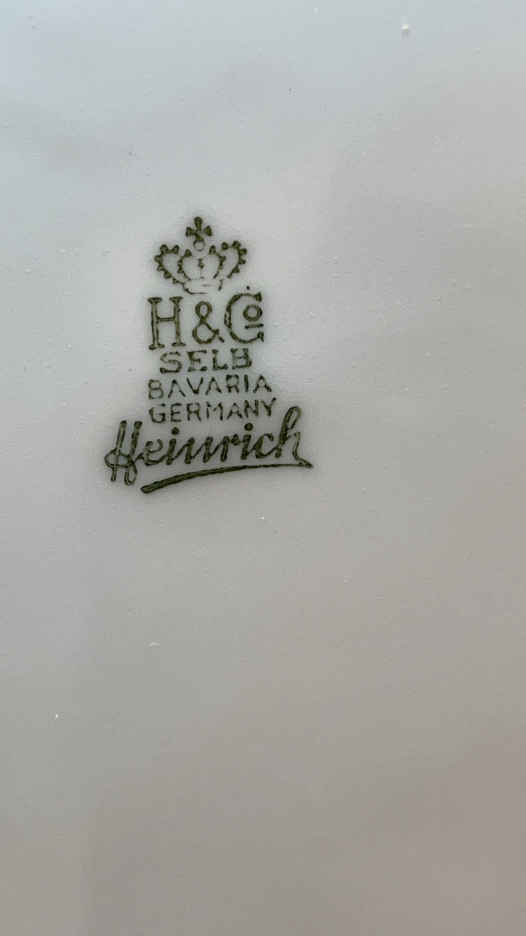 H&Co
SELB
BAVARIA
GERMANY
Heinrich